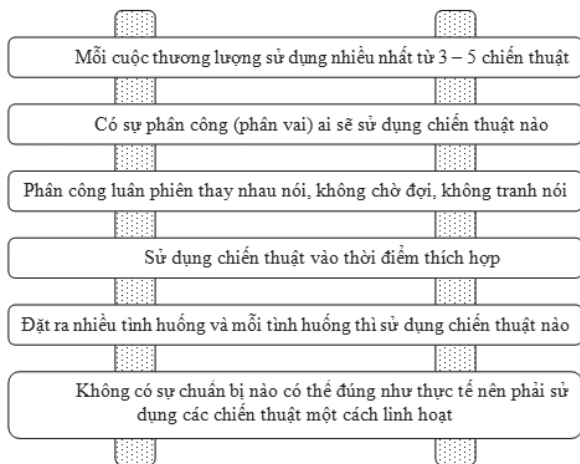 Mỗi cuộc thương lượng sử dụng nhiều nhất từ 3 – 5 chiến thuật
Có sự phân công (phân vai) ai sẽ sử dụng chiến thuật nào
Phân công luân phiên thay nhau nói, không chờ đợi, không tranh nói
Sử dụng chiến thuật vào thời điểm thích hợp
Đặt ra nhiều tình huống và mỗi tình huống thì sử dụng chiến thuật nào
Không có sự chuẩn bị nào có thể đúng như thực tế nên phải sử
dụng các chiến thuật một cách linh hoạt